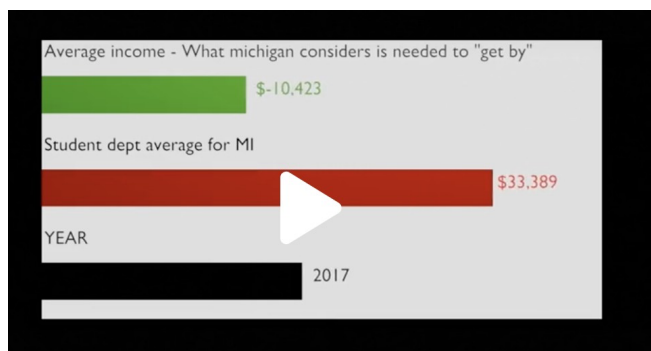 Average income - What michigan considers is needed to "get by"
$-10,423
Student dept average for MI
$33,389
YEAR
2017